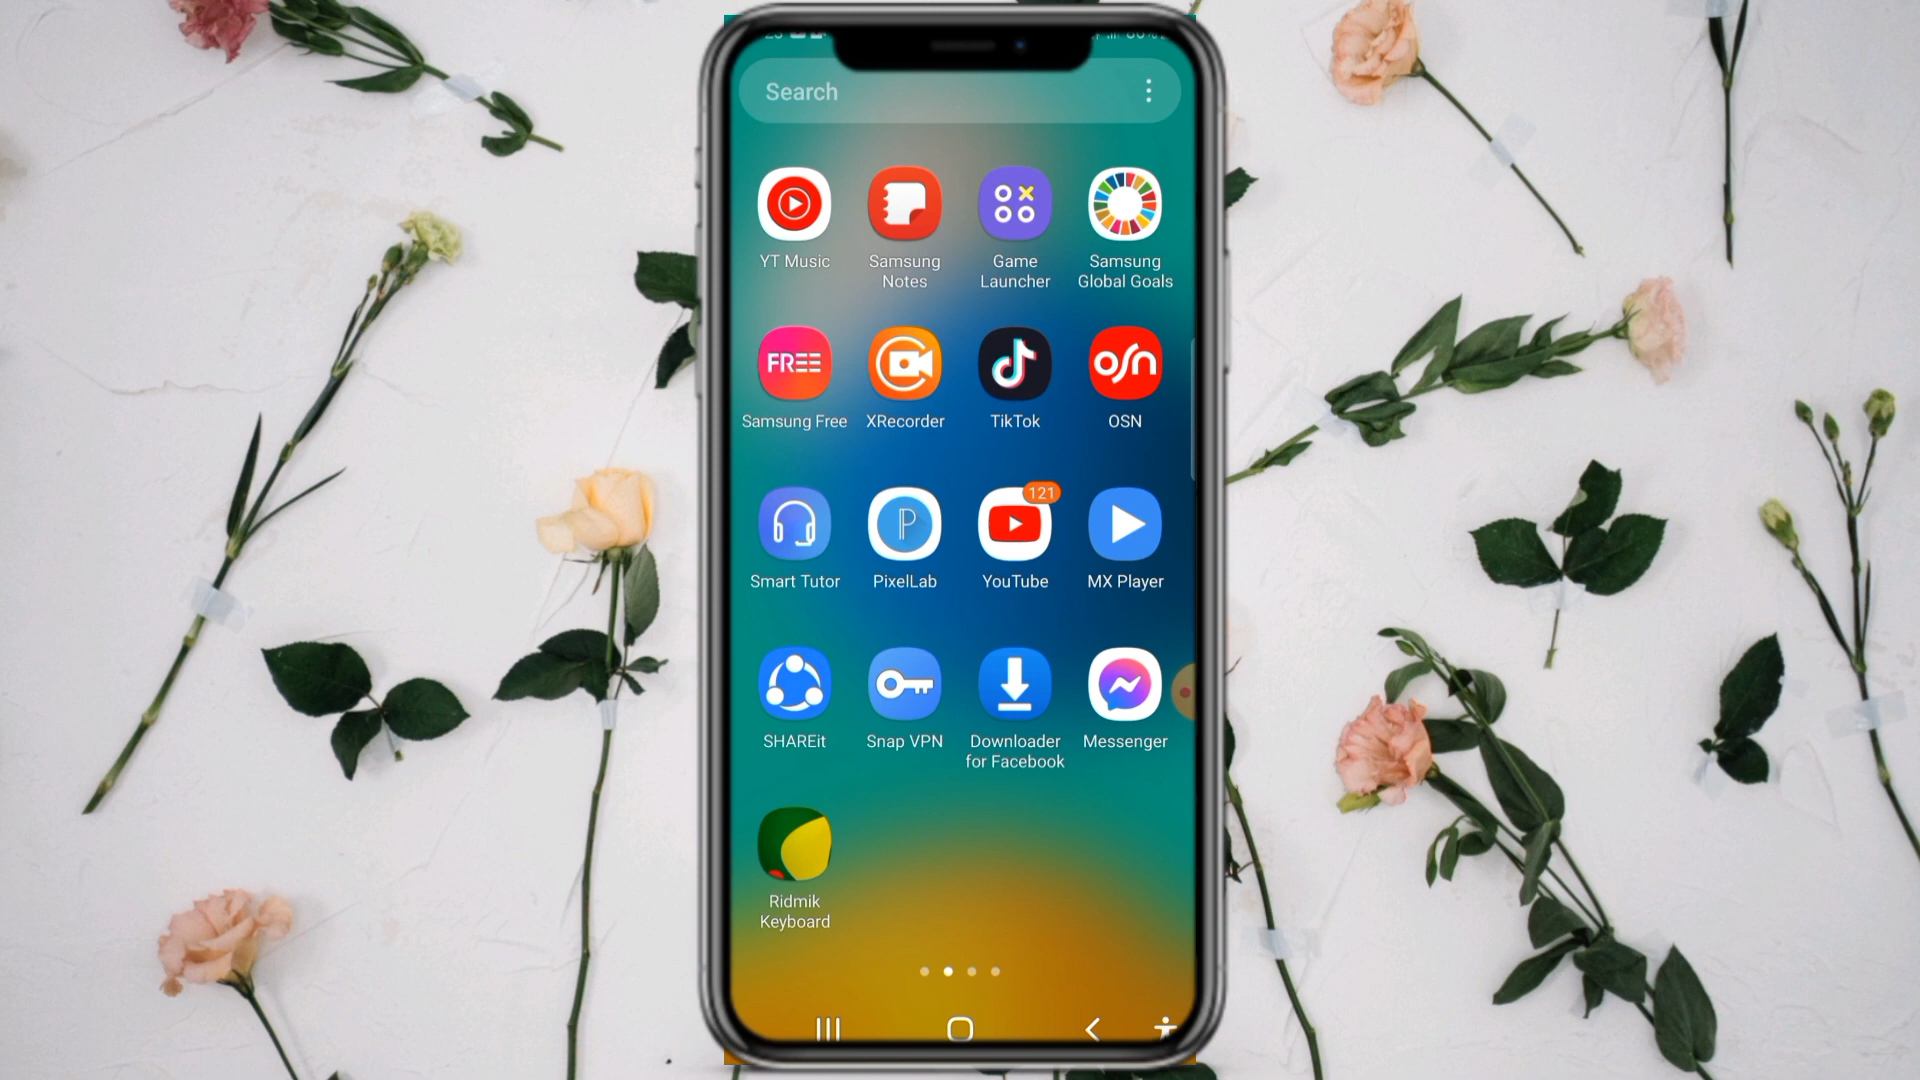 Search
YT Music
Samsung
Notes
Game
Launcher
Samsung
Global Goals
FREE
OSN
Samsung Free
XRecorder
TikTok
OSN
121
P
Smart Tutor
PixelLab
YouTube
MX Player
SHAREit
Snap VPN
Downloader
for Facebook
Messenger
Ridmik
Keyboard